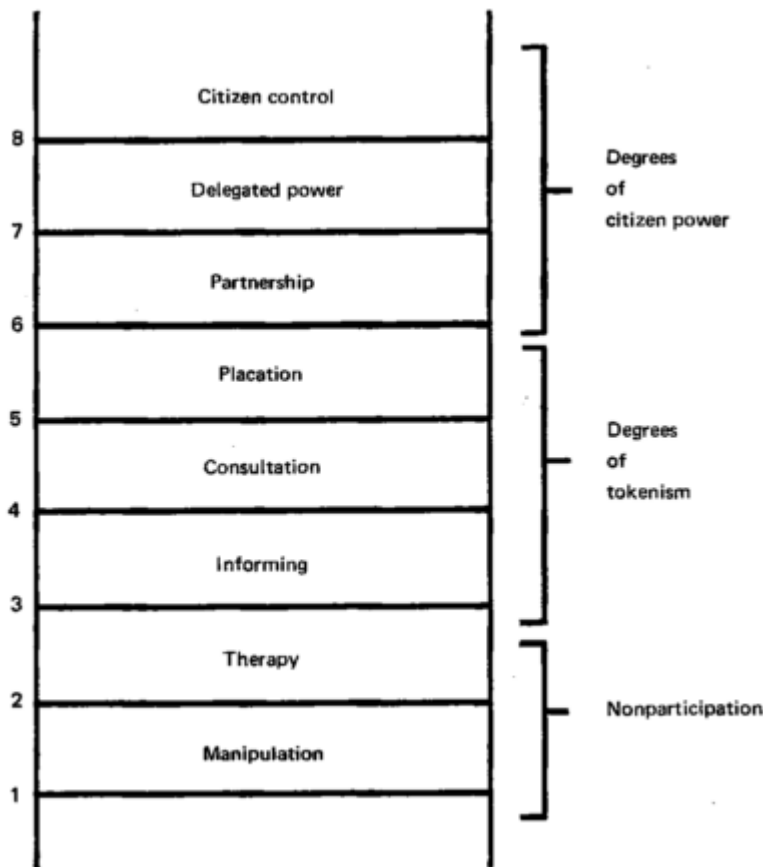 Citizen control
8
Delegated power
7
Partnership
6
Placation
5
Consultation
4
Informing
3
Therapy
2
Manipulation
1
Degrees
of
citizen power
Degrees
of
tokenism
Nonparticipation